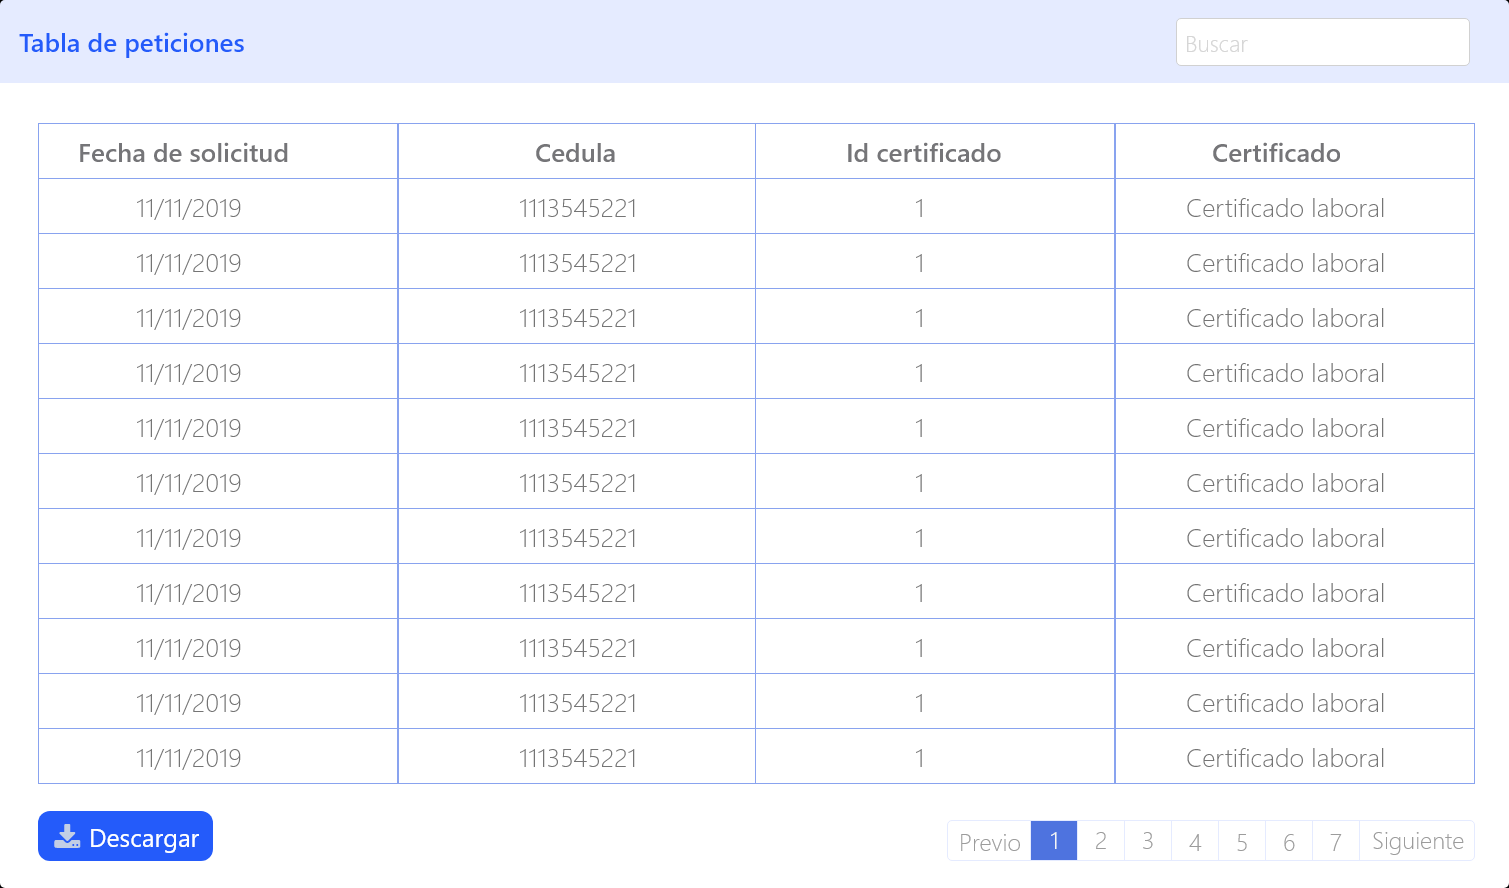 Tabla de peticiones Buscar
Fecha de solicitud Cedula Id certificado Certificado
11/11/2019 1113545221 1 Certificado laboral
11/11/2019 1113545221 1 Certificado laboral
11/11/2019 1113545221 1 Certificado laboral
11/11/2019 1113545221 1 Certificado laboral
11/11/2019 1113545221 1 Certificado laboral
11/11/2019 1113545221 1 Certificado laboral
11/11/2019 1113545221 1 Certificado laboral
11/11/2019 1113545221 1 Certificado laboral
11/11/2019 1113545221 1 Certificado laboral
11/11/2019 1113545221 1 Certificado laboral
11/11/2019 1113545221 1 Certificado laboral
Descargar Previo 1 2 3 4 5 6 7 Siguiente